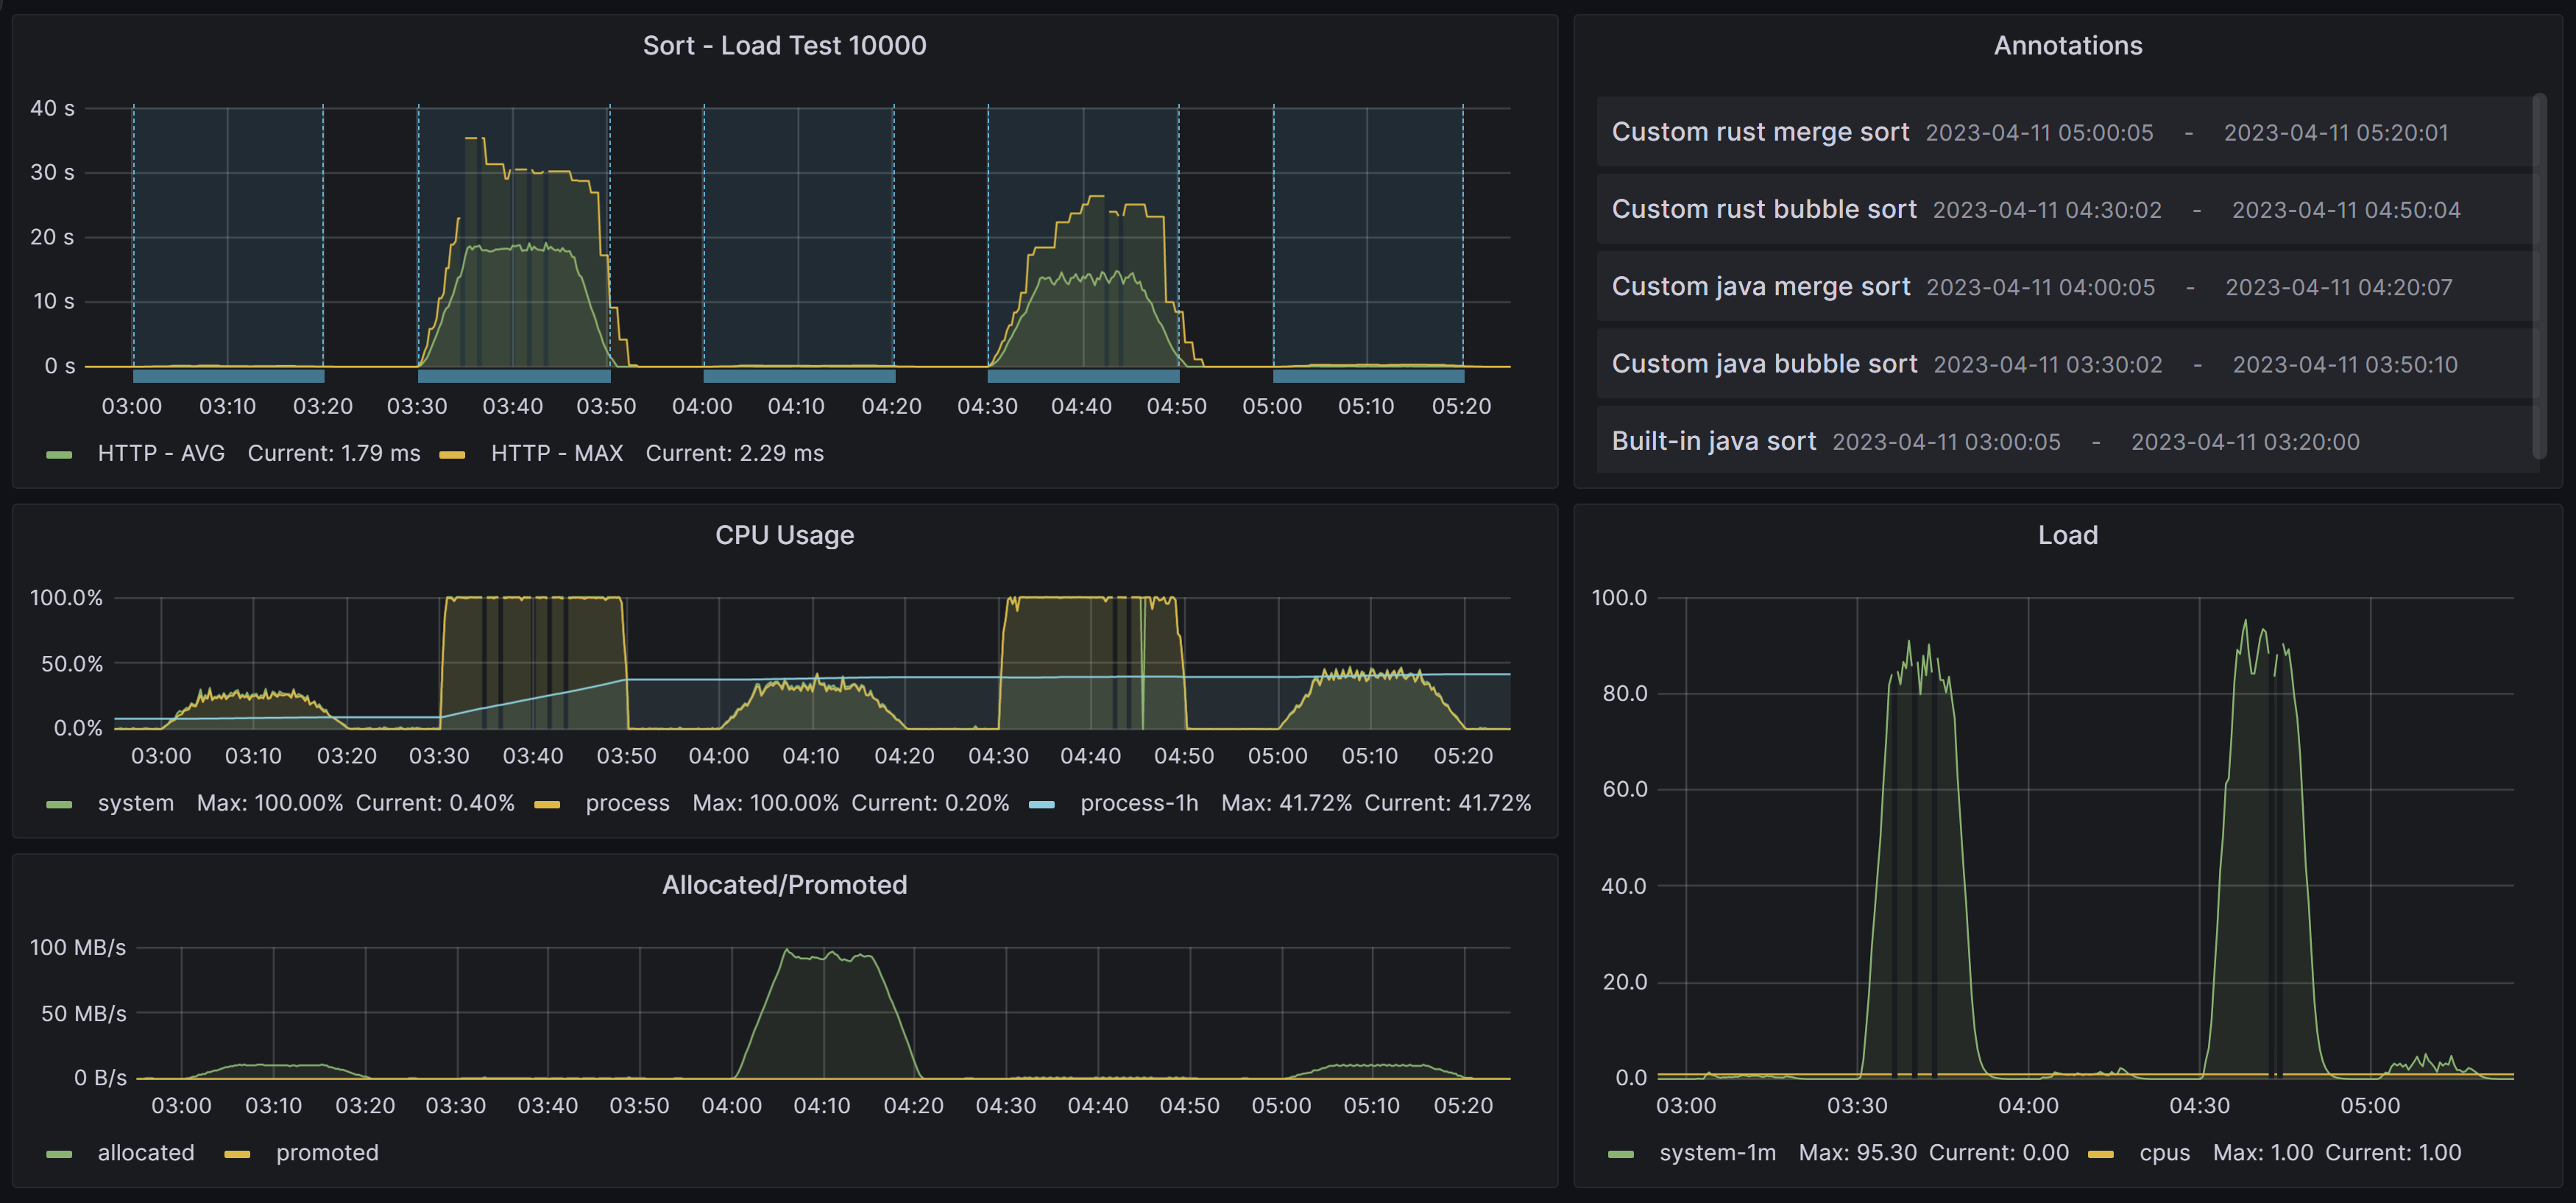 Sort - Load Test 10000
40 s
30 s
20 s
10 s
0 s
03:00 03:10 03:20 03:30 03:40 03:50 04:00 04:10 04:20 04:30 04:40 04:50 05:00 05:10 05:20
HTTP - AVG Current: 1.79 ms HTTP - MAX Current: 2.29 ms
Annotations
Custom rust merge sort 2023-04-11 05:00:05 - 2023-04-11 05:20:01
Custom rust bubble sort 2023-04-11 04:30:02 - 2023-04-11 04:50:04
Custom java merge sort 2023-04-11 04:00:05 - 2023-04-11 04:20:07
Custom java bubble sort 2023-04-11 03:30:02 - 2023-04-11 03:50:10
Built-in java sort 2023-04-11 03:00:05 - 2023-04-11 03:20:00
CPU Usage
100.0%
50.0%
0.0%
03:00 03:10 03:20 03:30 03:40 03:50 04:00 04:10 04:20 04:30 04:40 04:50 05:00 05:10 05:20
system Max: 100.00% Current: 0.40% process Max: 100.00% Current: 0.20% process-1h Max: 41.72% Current: 41.72%
Allocated/Promoted
100 MB/s
50 MB/s
0 B/s
03:00 03:10 03:20 03:30 03:40 03:50 04:00 04:10 04:20 04:30 04:40 04:50 05:00 05:10 05:20
allocated promoted
Load
100.0
80.0
60.0
40.0
20.0
0.0
03:00 03:30 04:00 04:30 05:00
system-1m Max: 95.30 Current: 0.00 cpus Max: 1.00 Current: 1.00